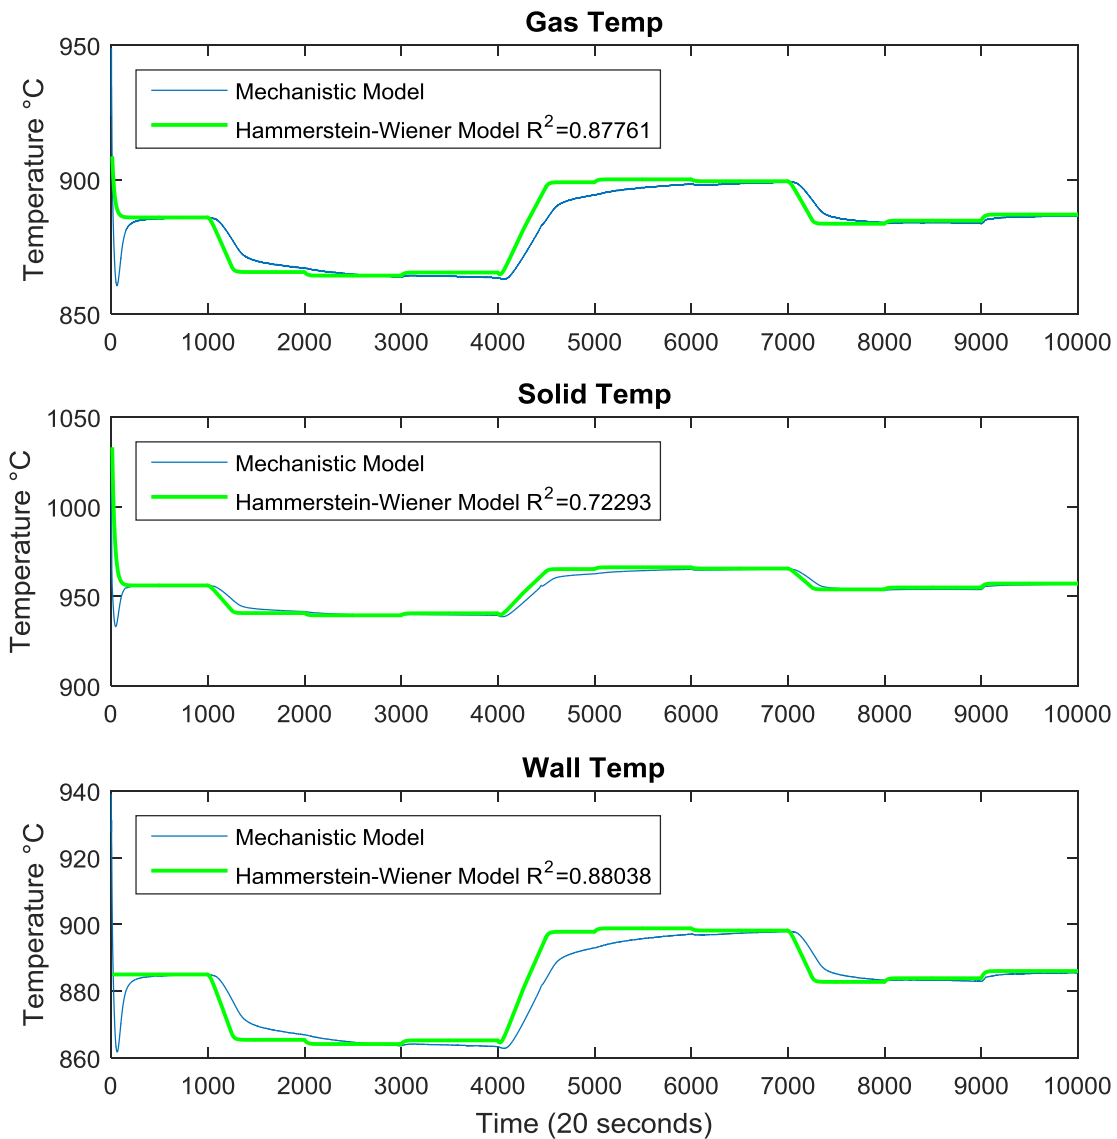 Gas Temp
950
900
850
Temperature °C
Mechanistic Model
Hammerstein-Wiener Model R²=0.87761
0 1000 2000 3000 4000 5000 6000 7000 8000 9000 10000
Solid Temp
1050
1000
950
900
Temperature °C
Mechanistic Model
Hammerstein-Wiener Model R²=0.72293
0 1000 2000 3000 4000 5000 6000 7000 8000 9000 10000
Wall Temp
940
920
900
880
860
Temperature °C
Mechanistic Model
Hammerstein-Wiener Model R²=0.88038
0 1000 2000 3000 4000 5000 6000 7000 8000 9000 10000
Time (20 seconds)